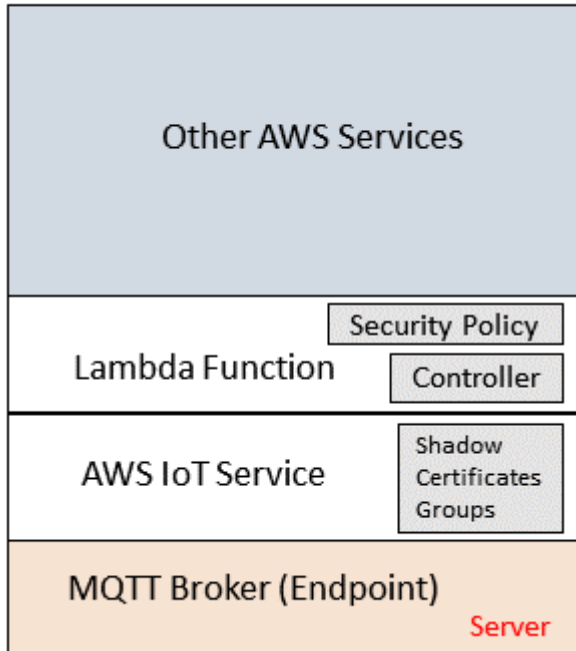 Other AWS Services
Security Policy
Lambda Function
Controller
AWS IoT Service
Shadow
Certificates
Groups
MQTT Broker (Endpoint)
Server